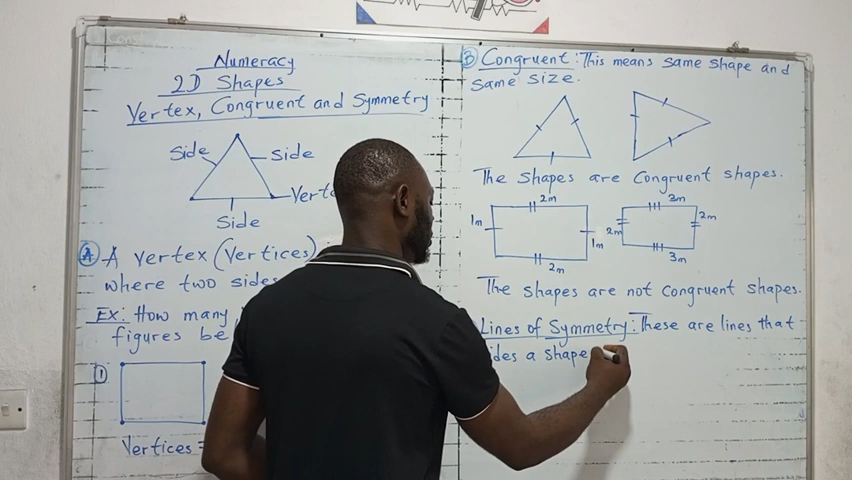 Numeracy
2D Shapes
Vertex, Congruent and Symmetry
Side
Side
Side
A A vertex (Vertices)
where two sides
Ex: How many
figures be
1
Vertices =
B Congruent: This means same shape and
same size.
The shapes are congruent shapes.
2m
1m
1m
2m
3m
2m
2m
3m
The shapes are not congruent shapes.
Lines of Symmetry: These are lines that
a shape